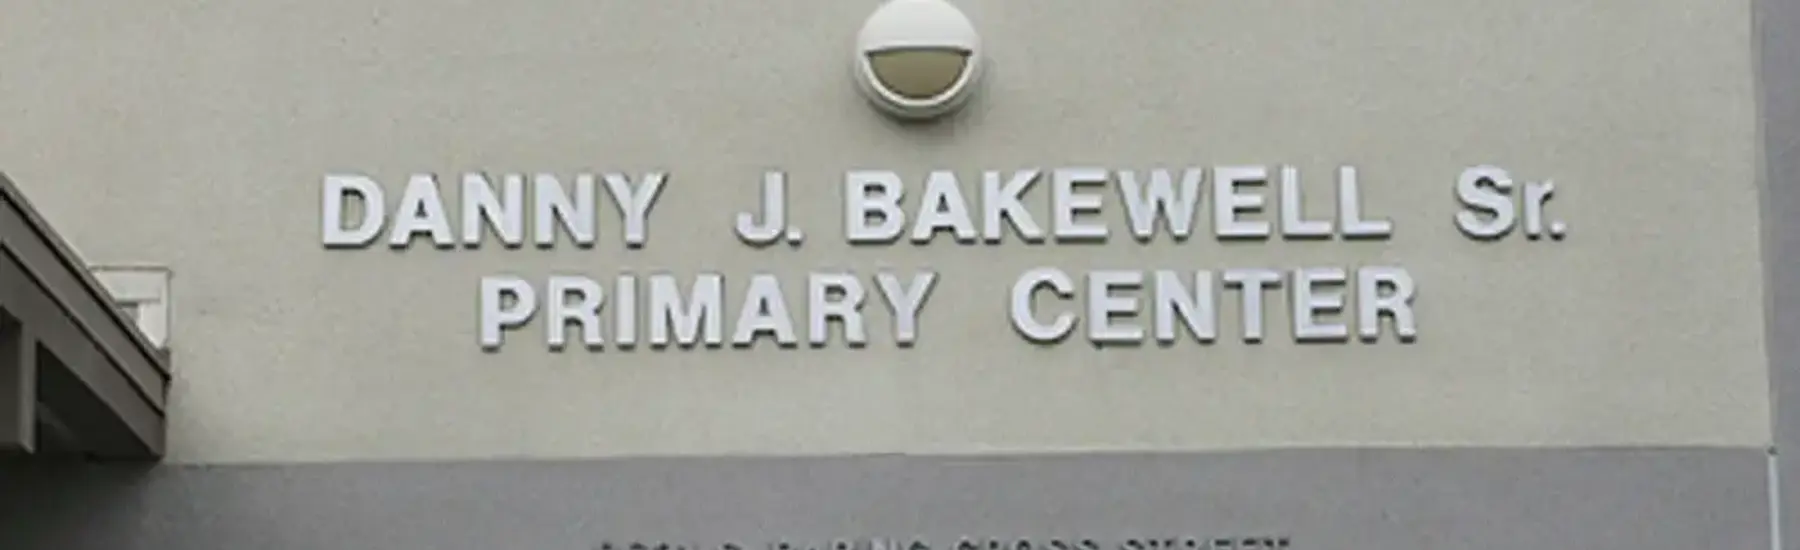 DANNY J. BAKEWELL Sr.
PRIMARY CENTER